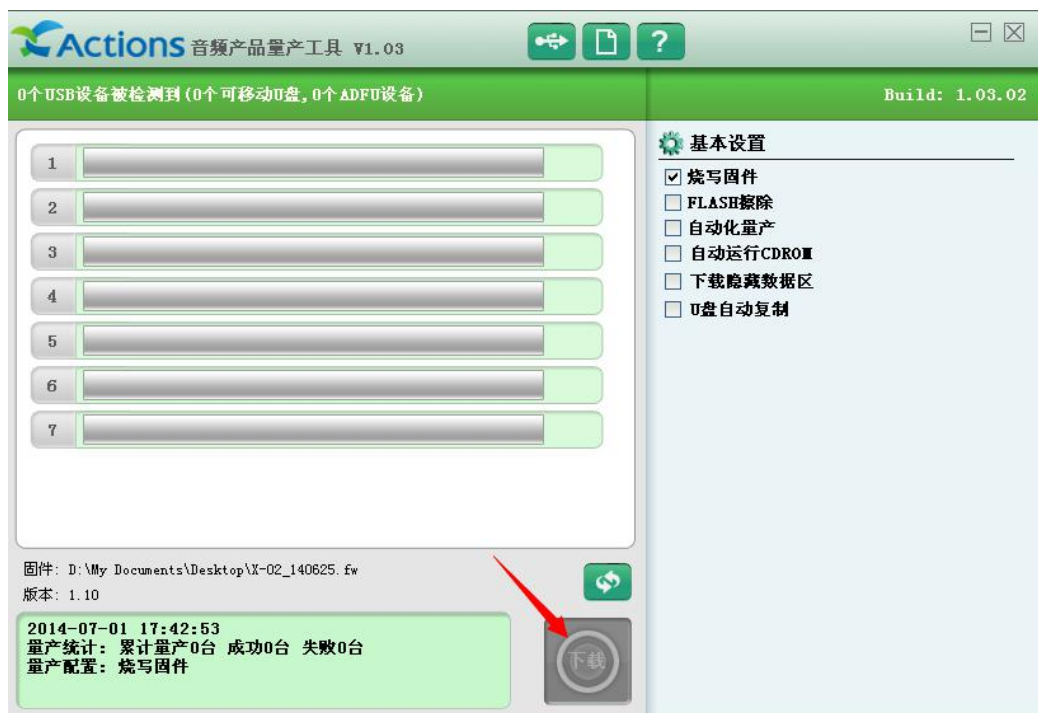 Actions 音频产品量产工具 V1.03
?
0个USB设备被检测到(0个可移动U盘,0个ADFU设备)
Build: 1.03.02
基本设置
烧写固件
FLASH擦除
自动化量产
自动运行CDROM
下载隐藏数据区
U盘自动复制
1
2
3
4
5
6
7
固件: D:\My Documents\Desktop\X-02_140625.fw
版本: 1.10
2014-07-01 17:42:53
量产统计: 累计量产0台 成功0台 失败0台
量产配置: 烧写固件
下载